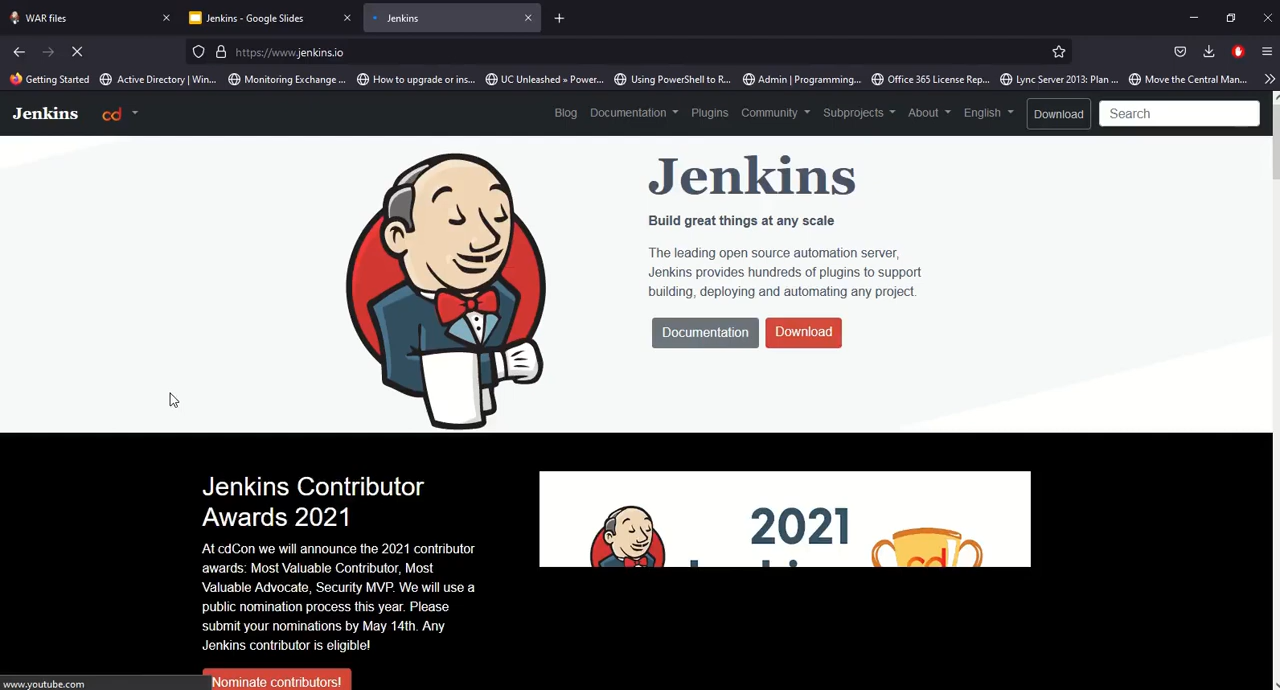 WAR files
Jenkins - Google Slides
Jenkins
https://www.jenkins.io
Getting Started
Active Directory | Win...
Monitoring Exchange ...
How to upgrade or ins...
UC Unleashed » Power...
Using PowerShell to R...
Admin | Programming...
Office 365 License Rep...
Lync Server 2013: Plan ...
Move the Central Man...
Jenkins
cd
Blog
Documentation
Plugins
Community
Subprojects
About
English
Download
Search
Jenkins
Build great things at any scale
The leading open source automation server,
Jenkins provides hundreds of plugins to support
building, deploying and automating any project.
Documentation
Download
Jenkins Contributor
Awards 2021
At cdCon we will announce the 2021 contributor
awards: Most Valuable Contributor, Most
Valuable Advocate, Security MVP. We will use a
public nomination process this year. Please
submit your nominations by May 14th. Any
Jenkins contributor is eligible!
Nominate contributors!
2021
cd
www.youtube.com